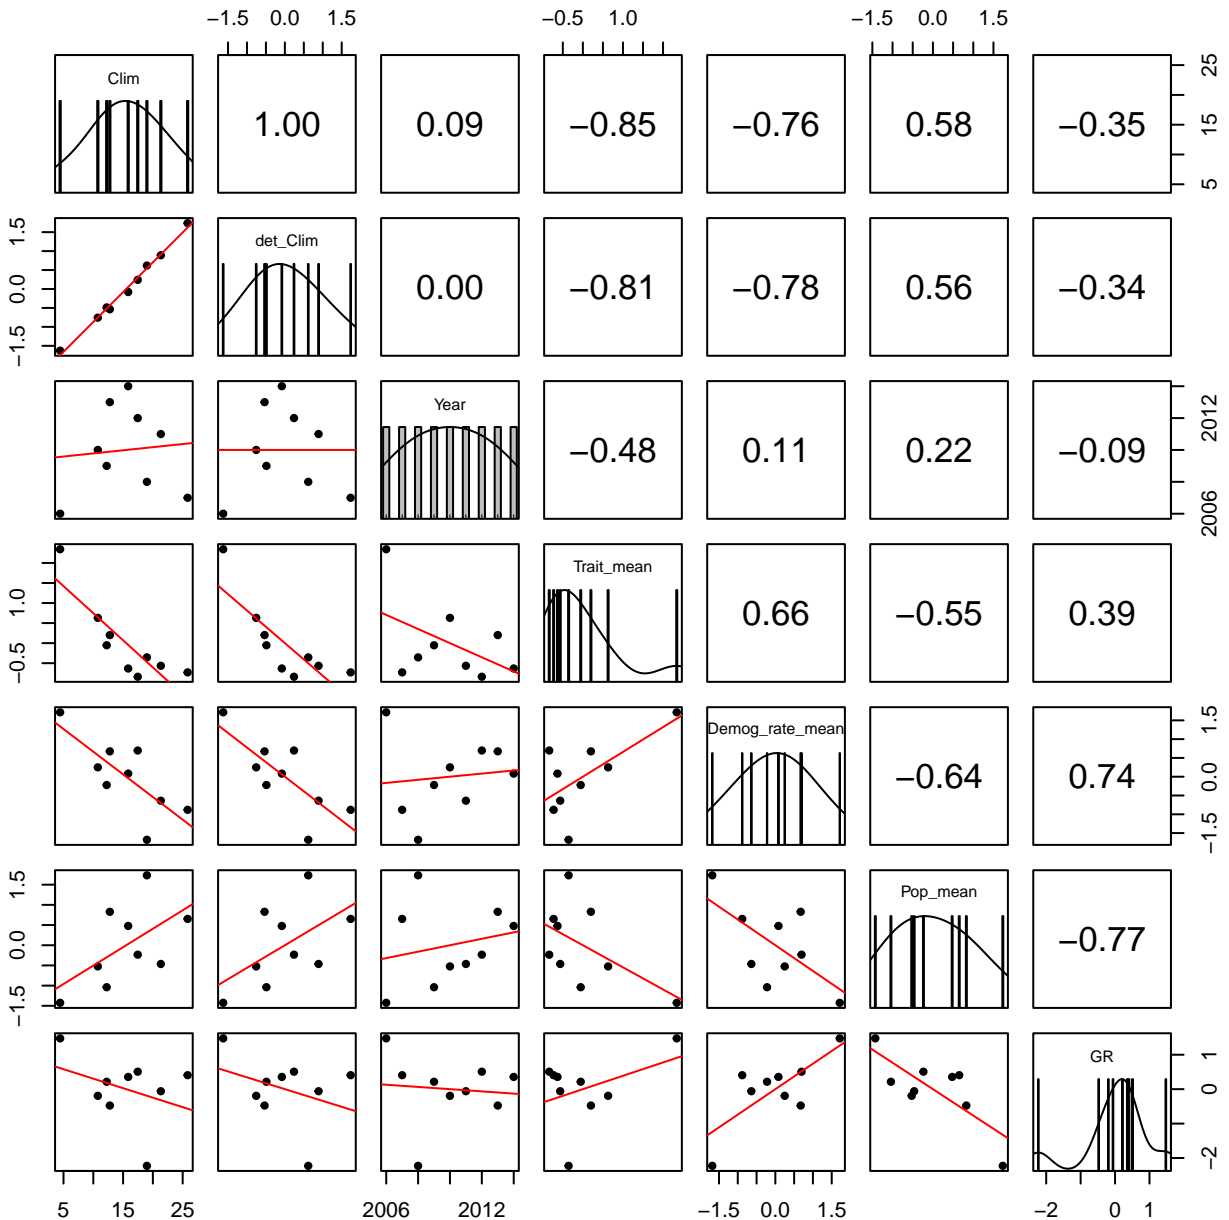 −1.5 0.0 1.5 −0.5 1.0 −1.5 0.0 1.5
Clim 1.00 0.09 −0.85 −0.76 0.58 −0.35
5 15 25
det_Clim 0.00 −0.81 −0.78 0.56 −0.34
−1.5 0.0 1.5
Year −0.48 0.11 0.22 −0.09
2006 2012
Trait_mean 0.66 −0.55 0.39
−0.5 1.0
Demog_rate_mean −0.64 0.74
−1.5 0.0 1.5
Pop_mean −0.77
−1.5 0.0 1.5
GR
−2 0 1
5 15 25 2006 2012 −1.5 0.0 1.5 −2 0 1